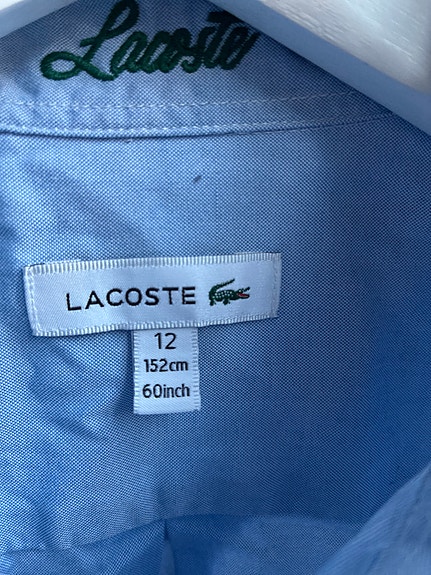 Lacoste
LACOSTE
12
152cm
60inch